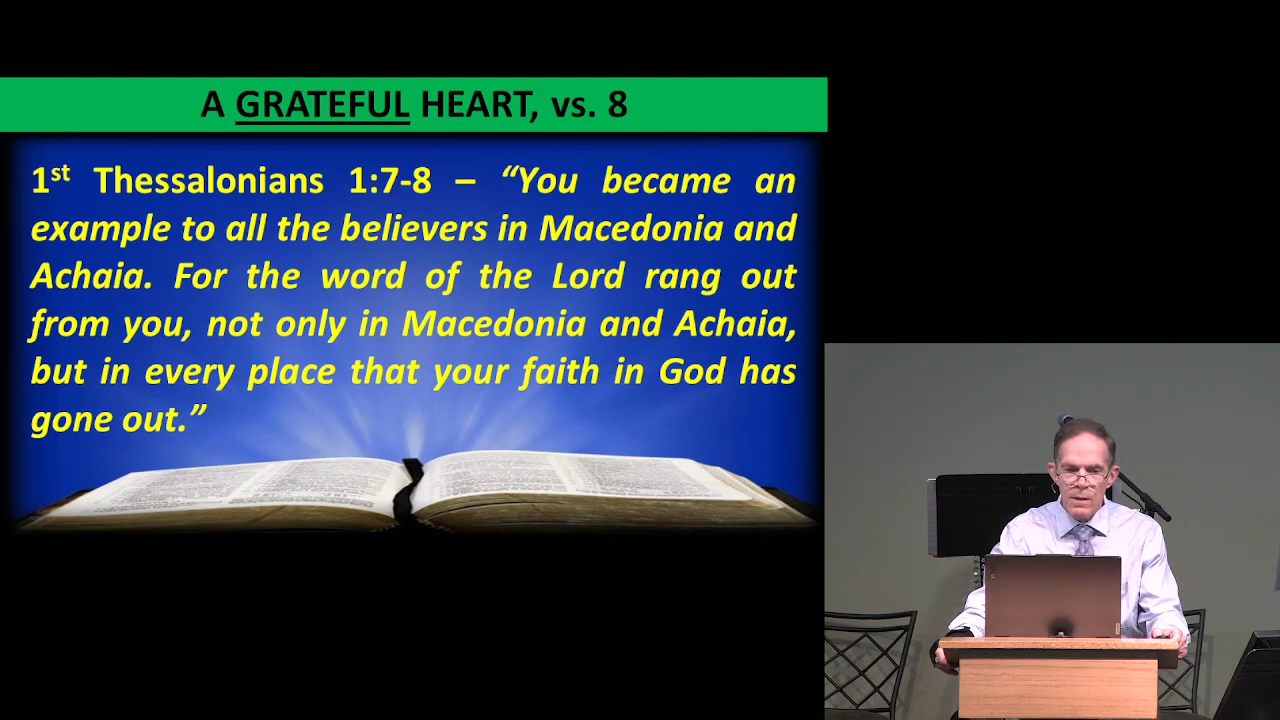 A GRATEFUL HEART, vs. 8
1st Thessalonians 1:7-8 – “You became an
example to all the believers in Macedonia and
Achaia. For the word of the Lord rang out
from you, not only in Macedonia and Achaia,
but in every place that your faith in God has
gone out.”